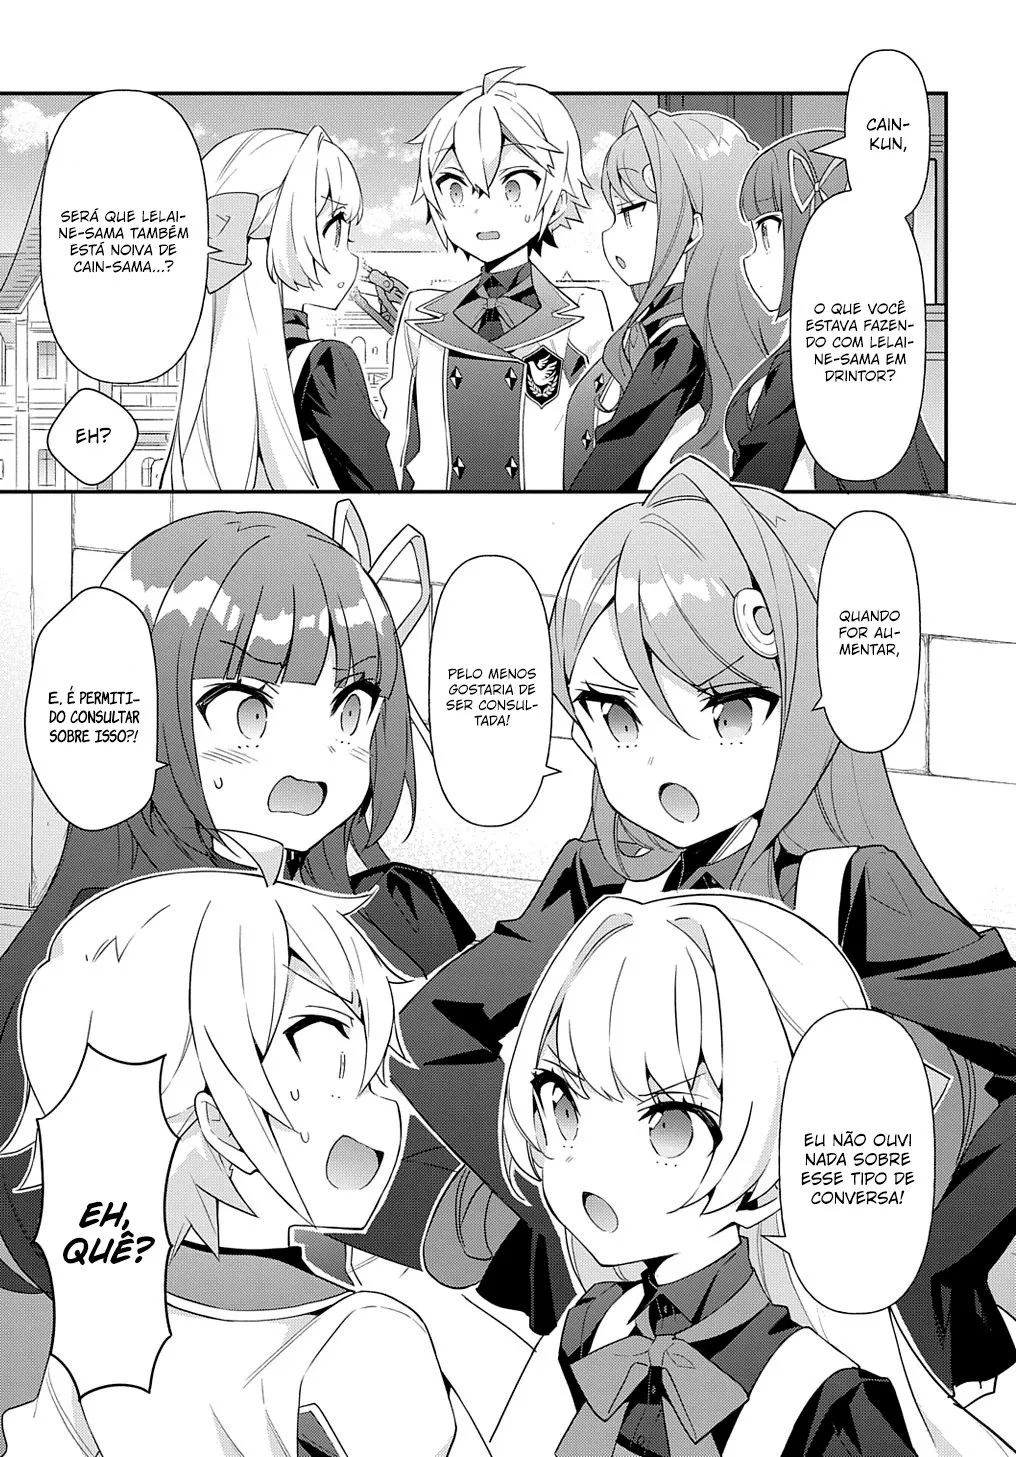 CAIN-
KUN,
O QUE VOCÊ
ESTAVA FAZEN-
DO COM LELAI-
NE-SAMA EM
DRINTOR?
SERÁ QUE LELAI-
NE-SAMA TAMBÉM
ESTÁ NOIVA DE
CAIN-SAMA...?
EH?
QUANDO
FOR AU-
MENTAR,
PELO MENOS
GOSTARIA DE
SER CONSUL-
TADA!
E, É PERMITI-
DO CONSULTAR
SOBRE ISSO?!
EU NÃO OUVI
NADA SOBRE
ESSE TIPO DE
CONVERSA!
EH,
QUÊ?